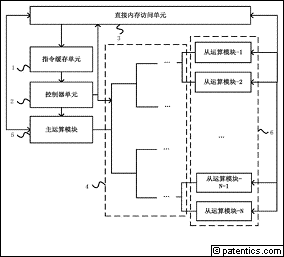 直接内存访问单元
3
指令缓存单元
1
控制器单元
2
主运算模块
5
从运算模块-1
从运算模块-2
...
...
...
6
...
...
4
从运算模块-
N-1
从运算模块-N
© patentics.com